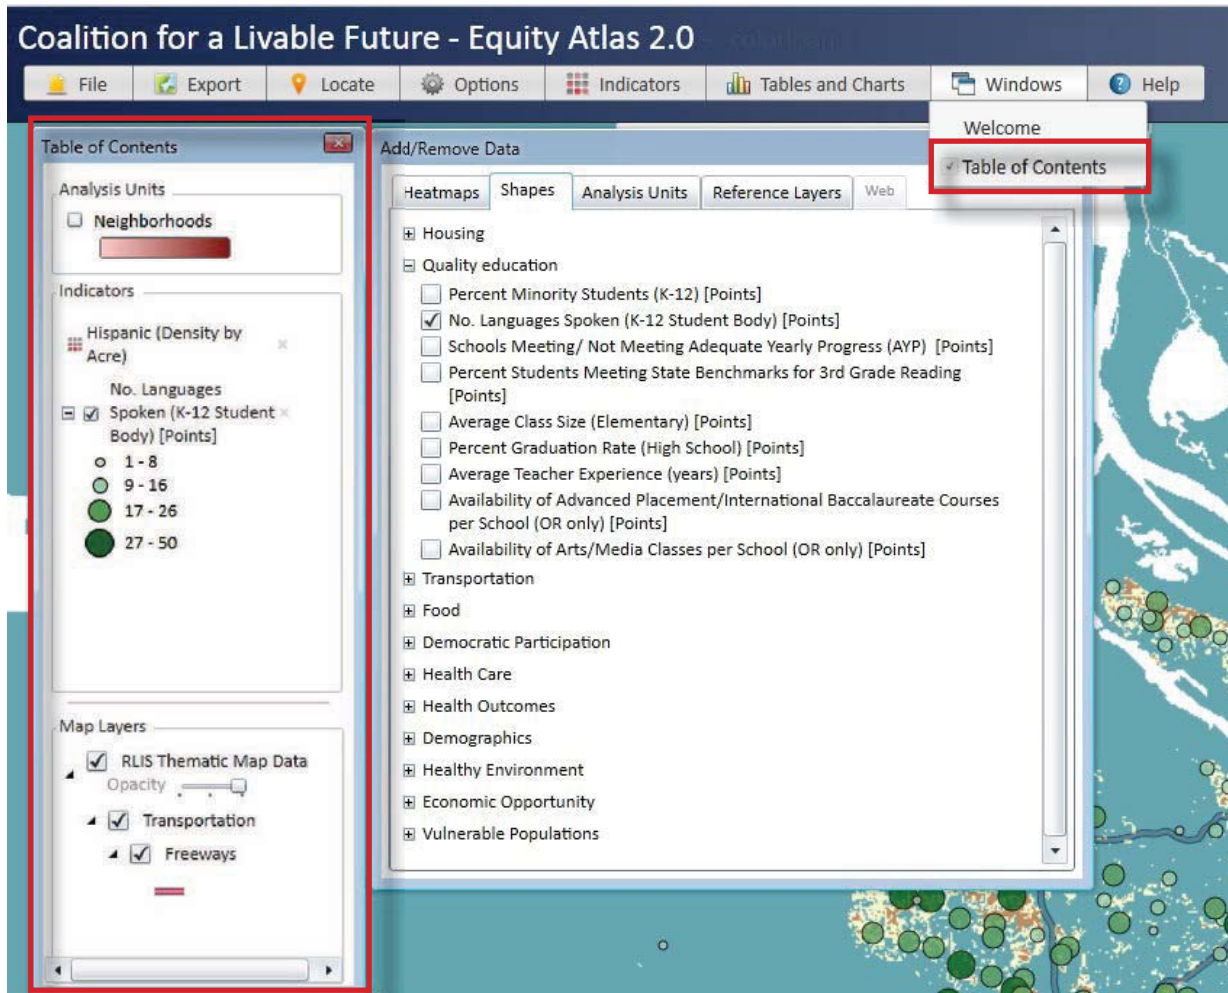 Coalition for a Livable Future - Equity Atlas 2.0
File
Export
Locate
Options
Indicators
Tables and Charts
Windows
Help
Welcome
Table of Contents
Table of Contents
Analysis Units
Neighborhoods
Indicators
Hispanic (Density by
Acre)
No. Languages
Spoken (K-12 Student
Body) [Points]
1 - 8
9 - 16
17 - 26
27 - 50
Map Layers
RLIS Thematic Map Data
Opacity
Transportation
Freeways
Add/Remove Data
Heatmaps
Shapes
Analysis Units
Reference Layers
Web
Housing
Quality education
Percent Minority Students (K-12) [Points]
No. Languages Spoken (K-12 Student Body) [Points]
Schools Meeting/ Not Meeting Adequate Yearly Progress (AYP) [Points]
Percent Students Meeting State Benchmarks for 3rd Grade Reading
[Points]
Average Class Size (Elementary) [Points]
Percent Graduation Rate (High School) [Points]
Average Teacher Experience (years) [Points]
Availability of Advanced Placement/International Baccalaureate Courses
per School (OR only) [Points]
Availability of Arts/Media Classes per School (OR only) [Points]
Transportation
Food
Democratic Participation
Health Care
Health Outcomes
Demographics
Healthy Environment
Economic Opportunity
Vulnerable Populations